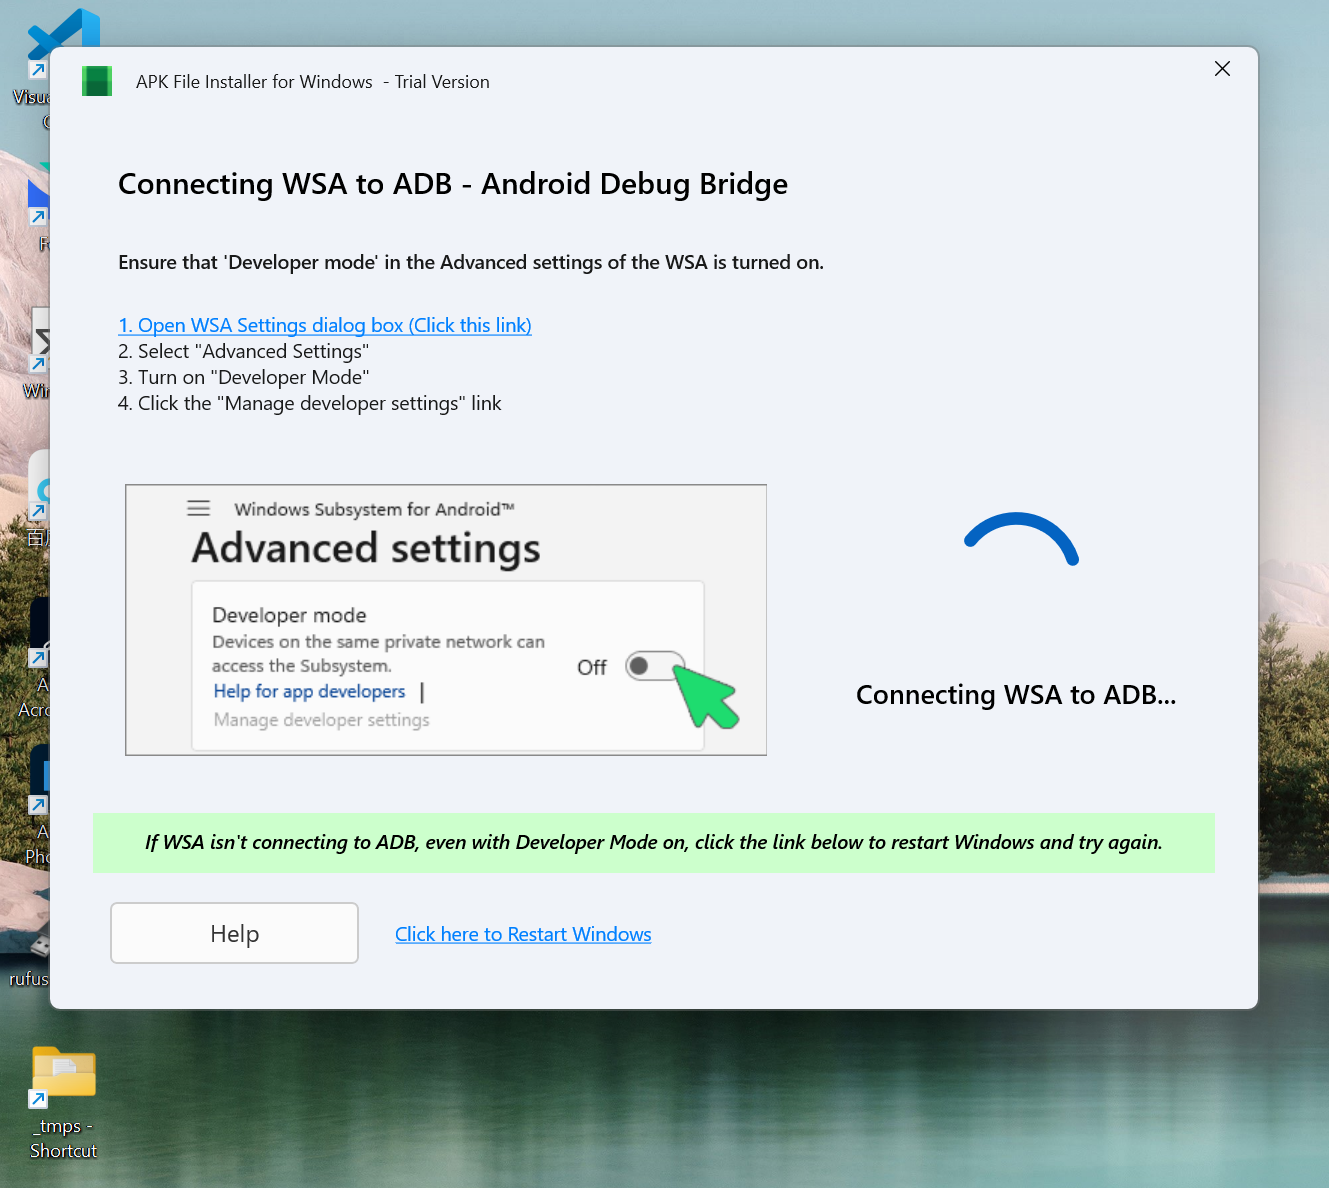 APK File Installer for Windows - Trial Version
Connecting WSA to ADB - Android Debug Bridge
Ensure that 'Developer mode' in the Advanced settings of the WSA is turned on.
1. Open WSA Settings dialog box (Click this link)
2. Select "Advanced Settings"
3. Turn on "Developer Mode"
4. Click the "Manage developer settings" link
Windows Subsystem for Android™
Advanced settings
Developer mode
Devices on the same private network can
access the Subsystem.
Off
Help for app developers
Manage developer settings
Connecting WSA to ADB...
If WSA isn't connecting to ADB, even with Developer Mode on, click the link below to restart Windows and try again.
Help
Click here to Restart Windows
rufus
_tmps -
Shortcut